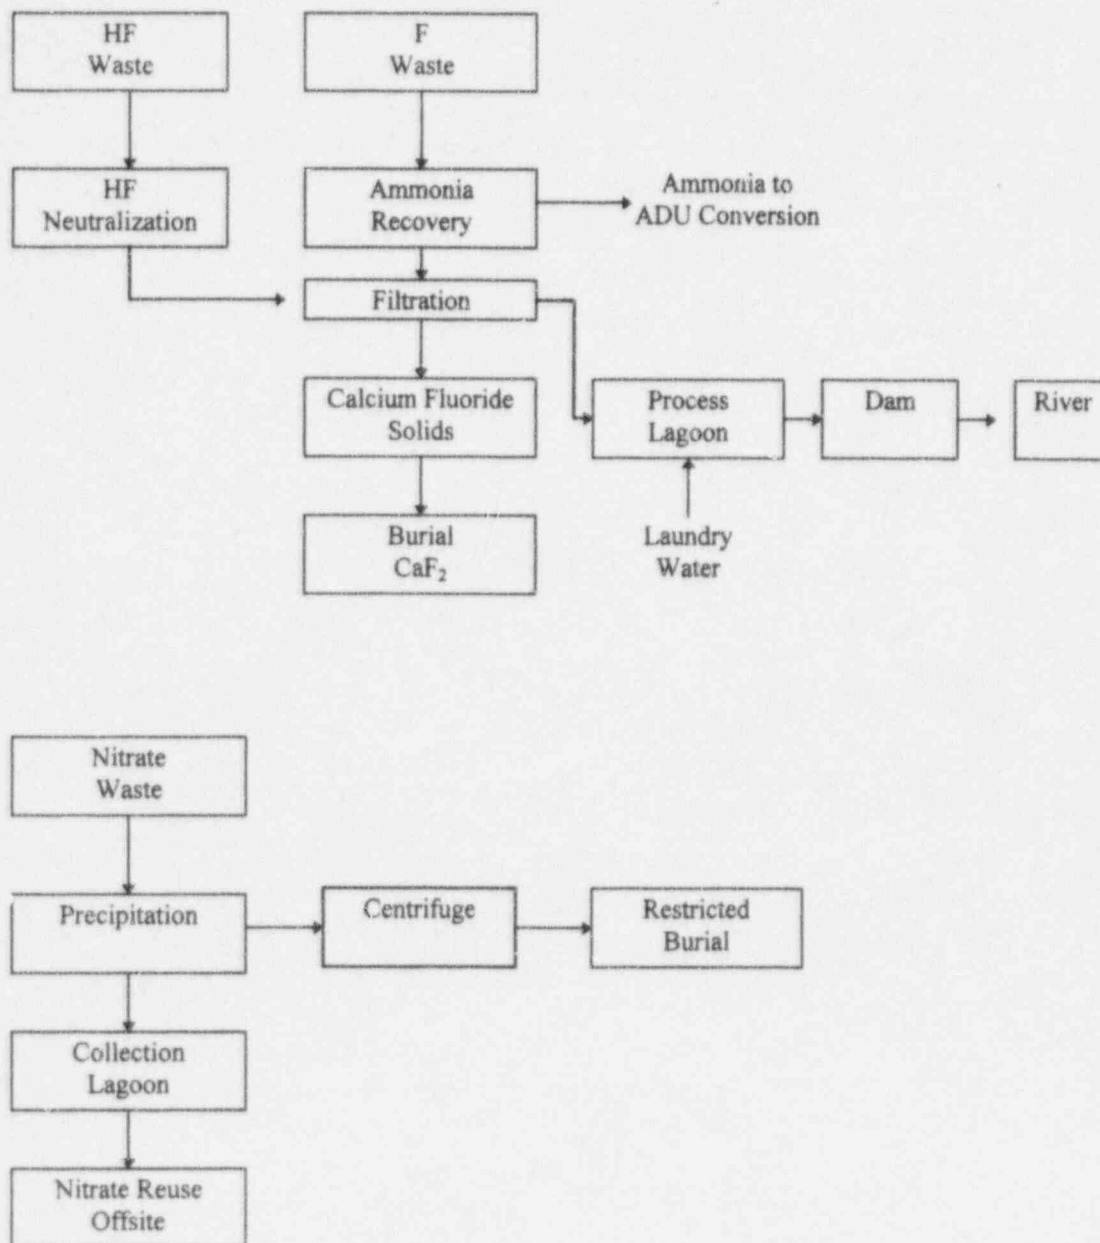 HF
Waste
F
Waste
HF
Neutralization
Ammonia
Recovery
Ammonia to
ADU Conversion
Filtration
Calcium Fluoride
Solids
Process
Lagoon
Dam
River
Burial
CaF₂
Laundry
Water
Nitrate
Waste
Precipitation
Centrifuge
Restricted
Burial
Collection
Lagoon
Nitrate Reuse
Offsite